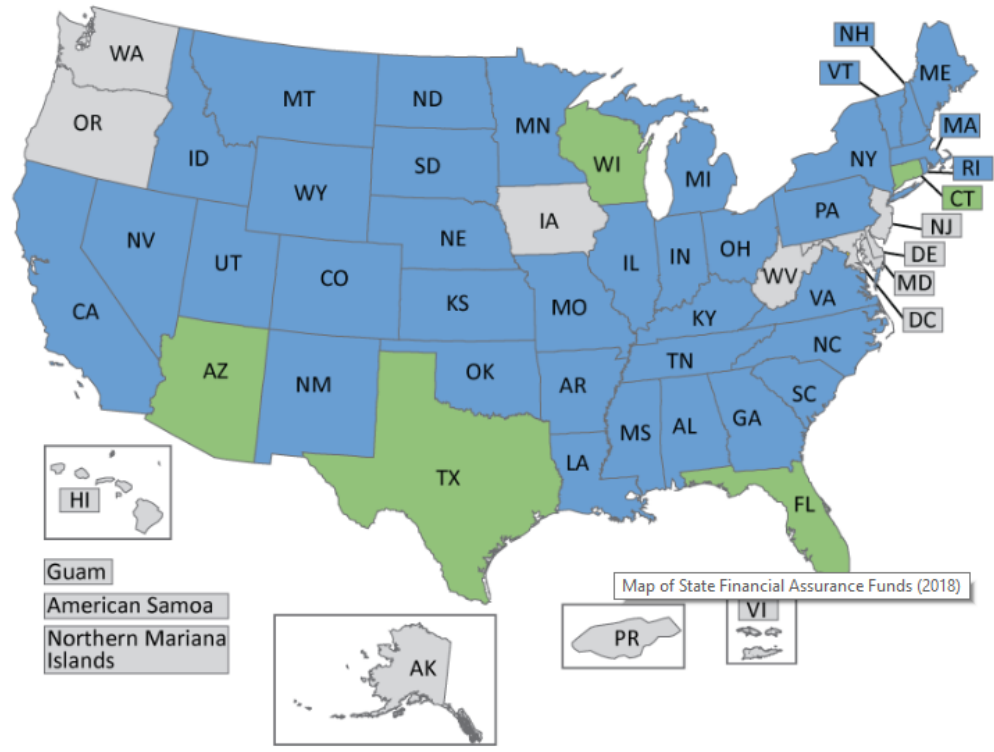 NH
WA
VT
ME
MT
ND
OR
MN
MA
ID
SD
WI
NY
RI
MI
WY
CT
PA
IA
NJ
NV
NE
OH
IN
DE
UT
IL
CO
WV
MD
VA
KS
MO
CA
KY
DC
NC
TN
AZ
OK
NM
AR
SC
GA
AL
MS
LA
TX
HI
FL
Guam
Map of State Financial Assurance Funds (2018)
American Samoa
VI
Northern Mariana
Islands
PR
AK